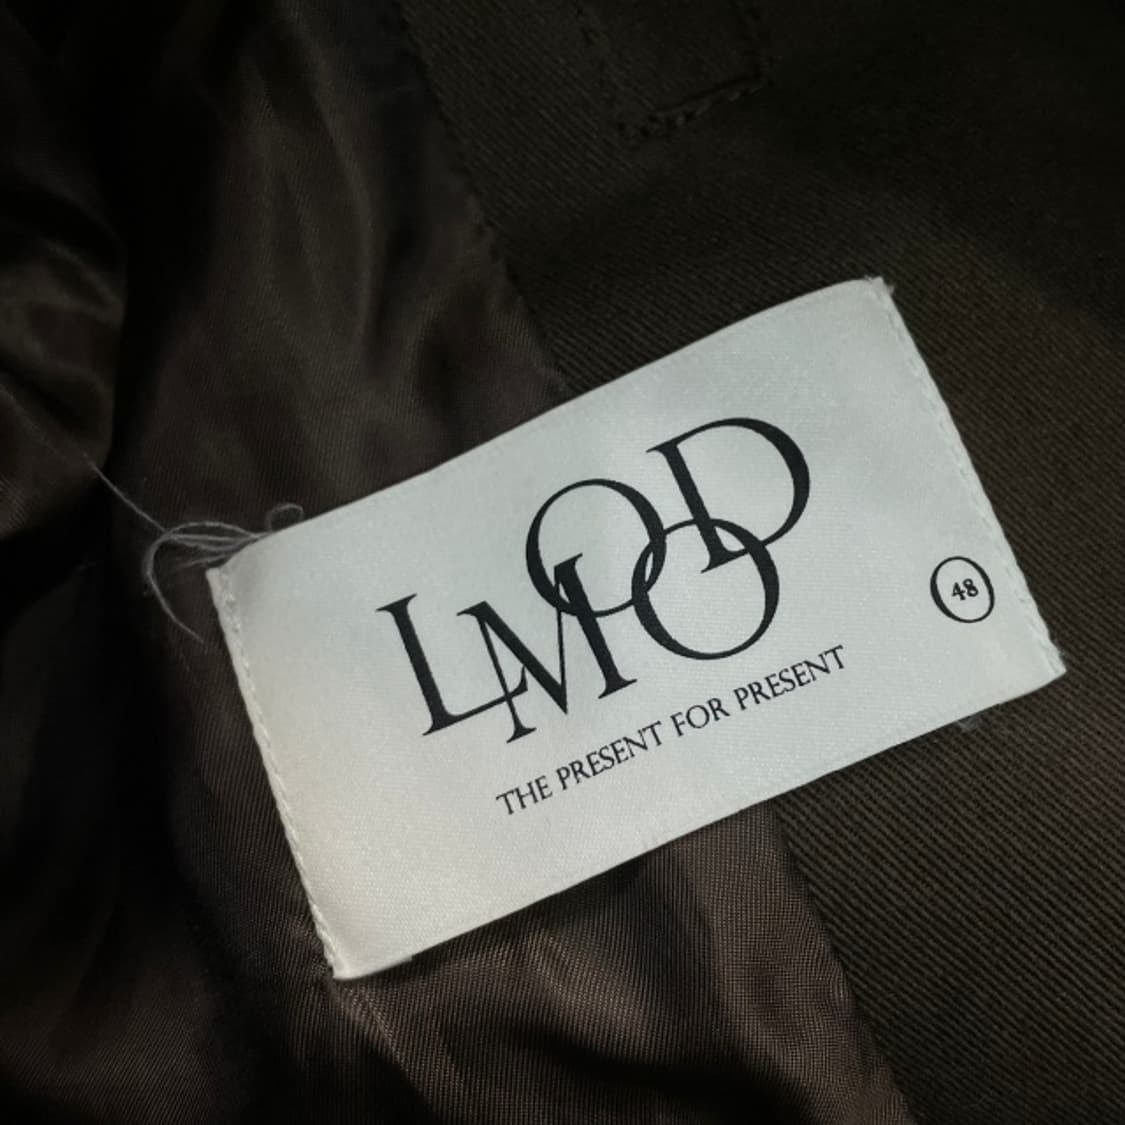 LMOOD
THE PRESENT FOR PRESENT
48